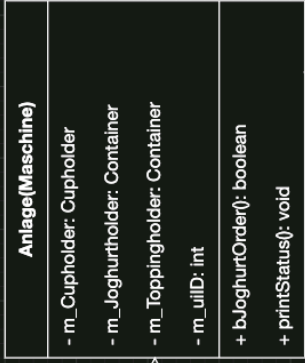 Anlage(Maschine)
- m_Cupholder: Cupholder
- m_Joghurtholder: Container
- m_Toppingholder: Container
- m_uiID: int
+ bJoghurtOrder(): boolean
+ printStatus(): void